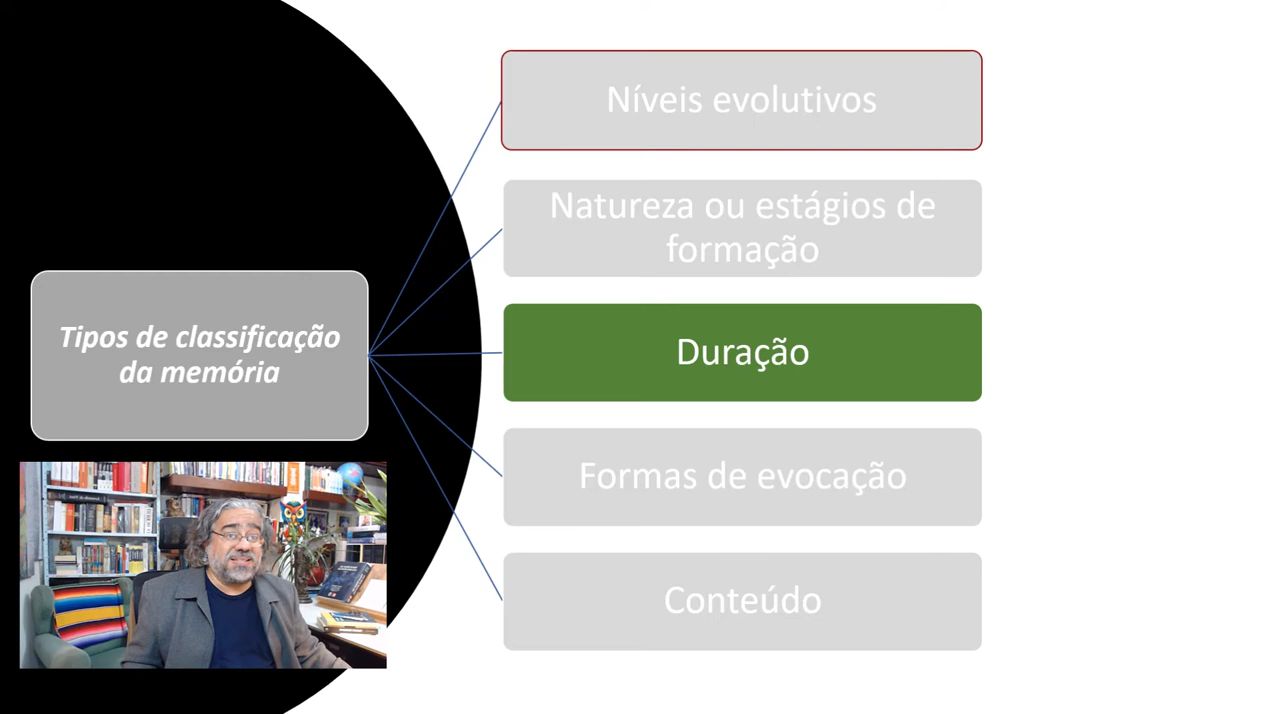 Níveis evolutivos
Natureza ou estágios de
formação
Tipos de classificação
da memória
Duração
Formas de evocação
Conteúdo